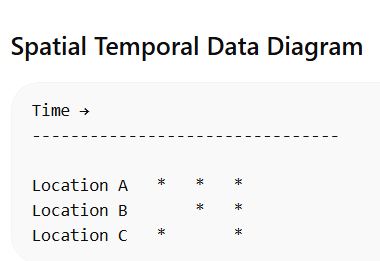 Spatial Temporal Data Diagram
Time →
--------------------------------
Location A   *   *   *
Location B       *   *
Location C   *       *